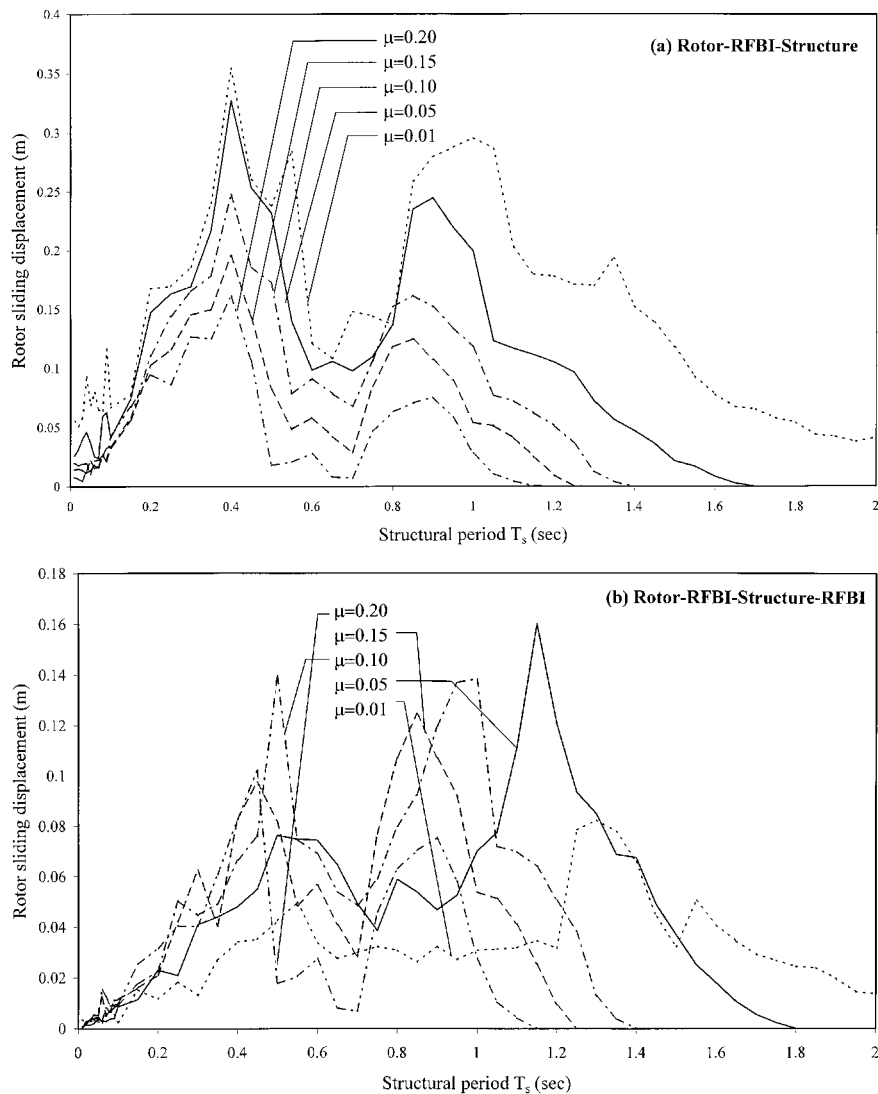 (a) Rotor-RFBI-Structure
μ=0.20
μ=0.15
μ=0.10
μ=0.05
μ=0.01
Rotor sliding displacement (m)
0.4
0.35
0.3
0.25
0.2
0.15
0.1
0.05
0
0.2
0.4
0.6
0.8
1
1.2
1.4
1.6
1.8
2
Structural period Ts (sec)
(b) Rotor-RFBI-Structure-RFBI
μ=0.20
μ=0.15
μ=0.10
μ=0.05
μ=0.01
Rotor sliding displacement (m)
0.18
0.16
0.14
0.12
0.1
0.08
0.06
0.04
0.02
0
0
0.2
0.4
0.6
0.8
1
1.2
1.4
1.6
1.8
2
Structural period Ts (sec)